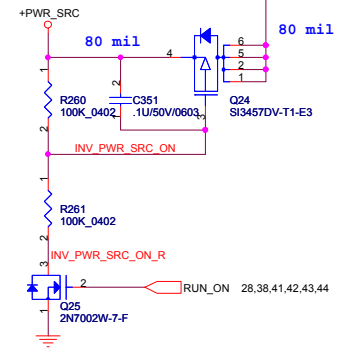 +PWR_SRC
80 mil
80 mil
4
6
5
2
1
1
2
R260
100K_0402
2
1
C351
.1U/50V/0603
3
Q24
SI3457DV-T1-E3
INV_PWR_SRC_ON
1
2
R261
100K_0402
INV_PWR_SRC_ON_R
3
2
RUN_ON 28,38,41,42,43,44
1
Q25
2N7002W-7-F